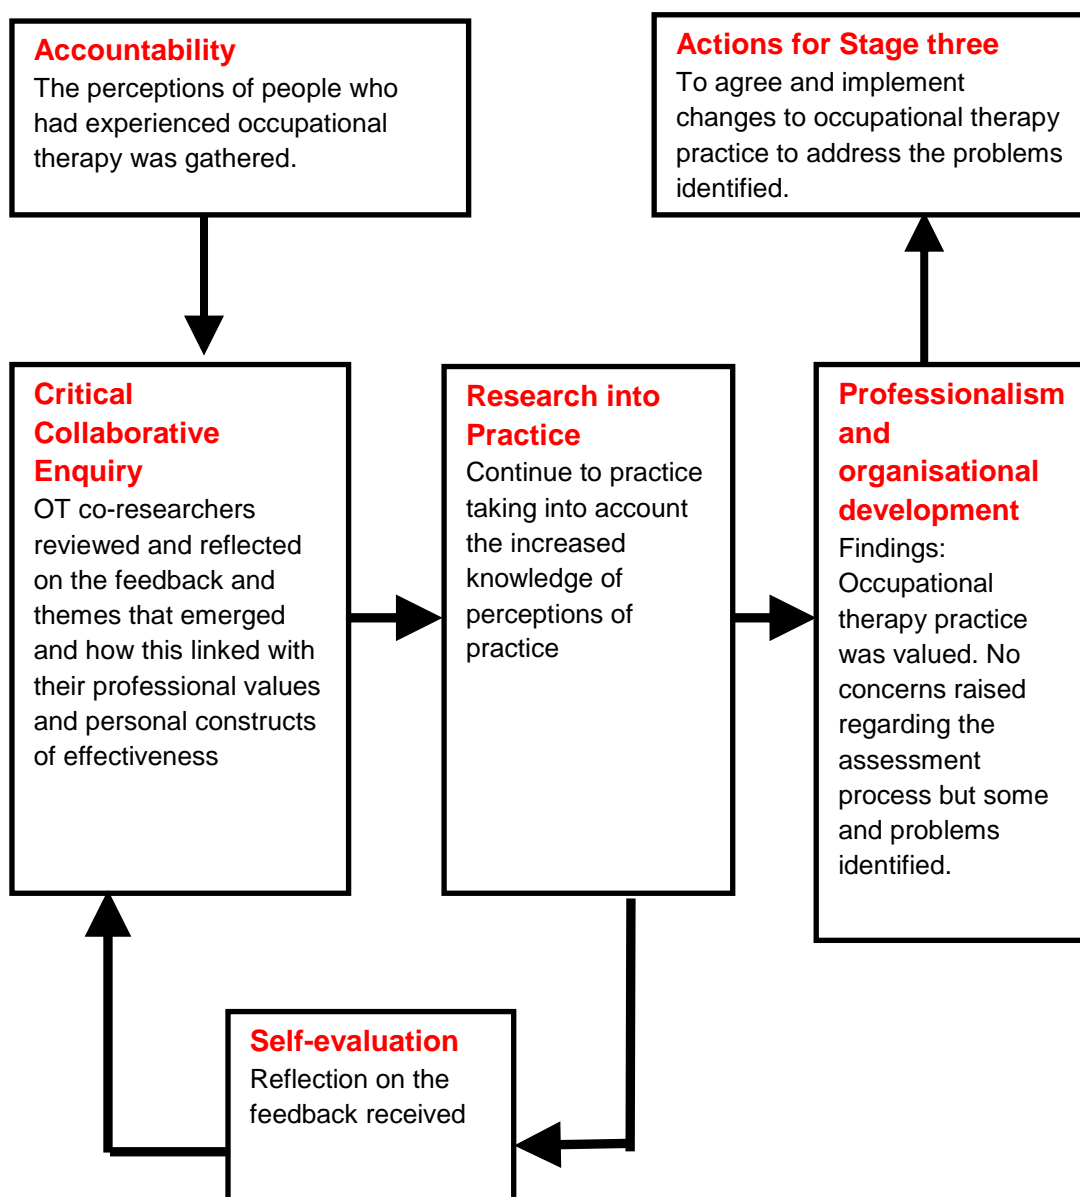 Accountability
The perceptions of people who
had experienced occupational
therapy was gathered.
Actions for Stage three
To agree and implement
changes to occupational therapy
practice to address the problems
identified.
Critical
Collaborative
Enquiry
OT co-researchers
reviewed and reflected
on the feedback and
themes that emerged
and how this linked with
their professional values
and personal constructs
of effectiveness
Research into
Practice
Continue to practice
taking into account
the increased
knowledge of
perceptions of
practice
Professionalism
and
organisational
development
Findings:
Occupational
therapy practice
was valued. No
concerns raised
regarding the
assessment
process but some
and problems
identified.
Self-evaluation
Reflection on the
feedback received